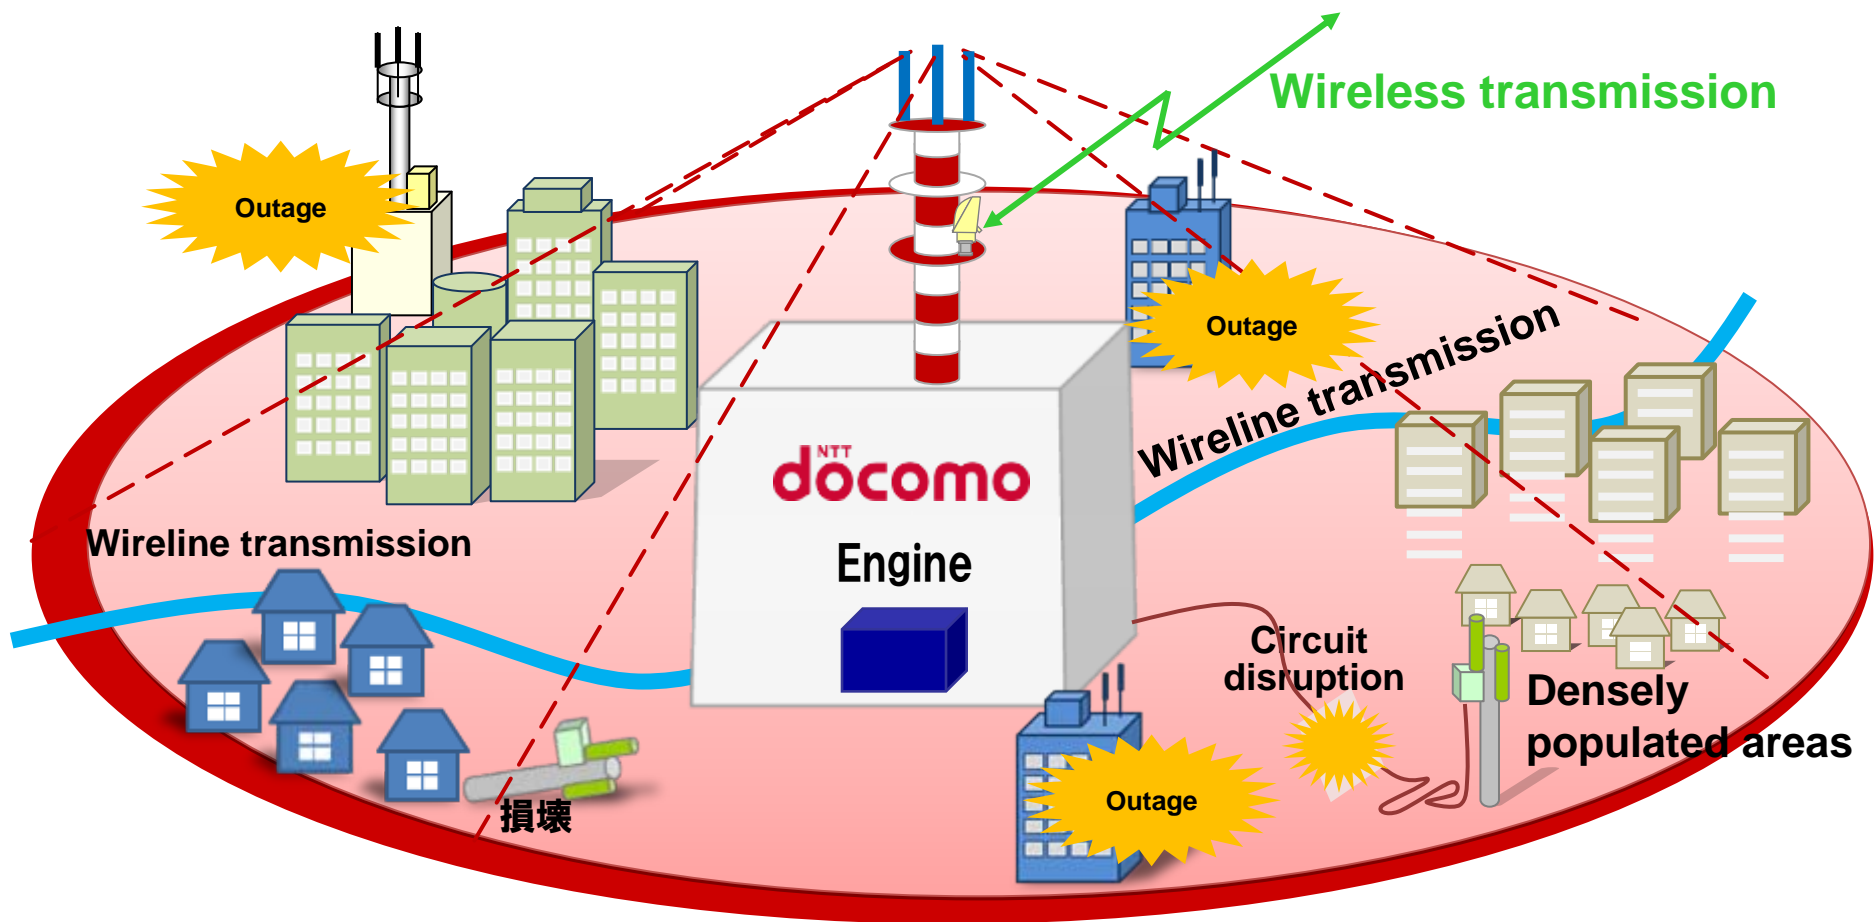 Wireless transmission
Outage
Outage
Wireline transmission
NTT
docomo
Engine
Wireline transmission
Circuit
disruption
Densely
populated areas
Outage
損壊